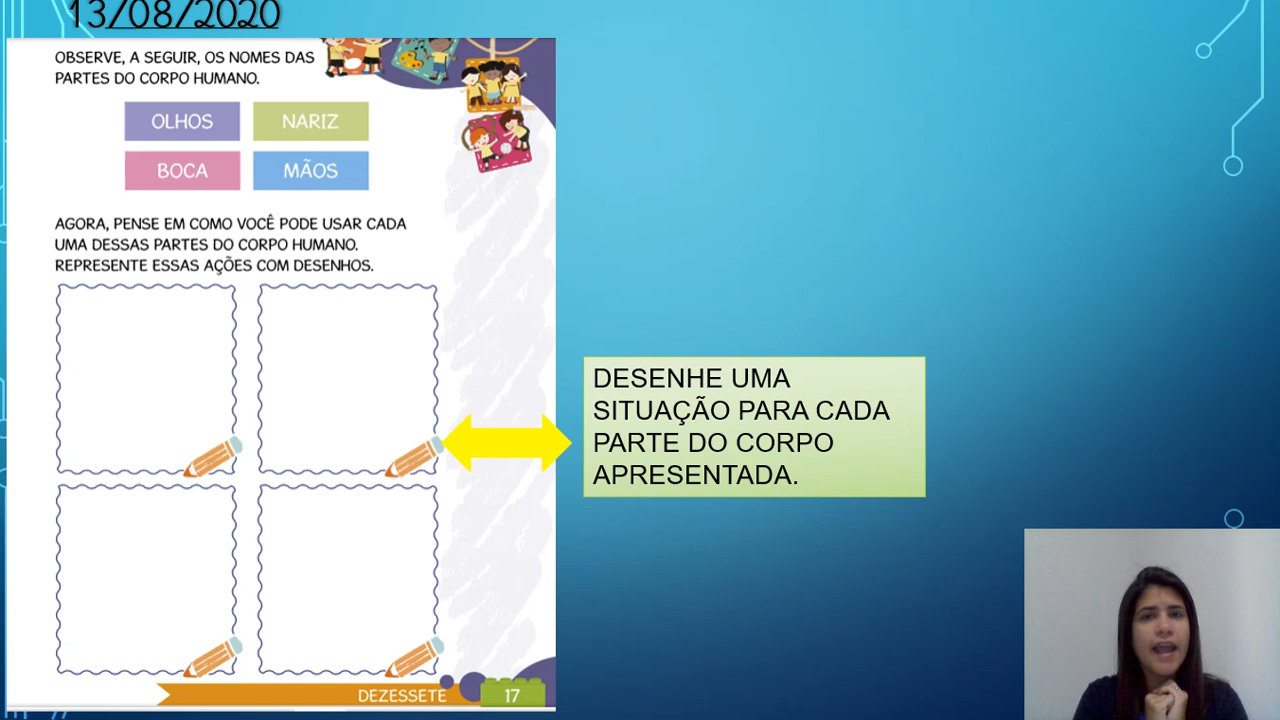 13/08/2020
OBSERVE, A SEGUIR, OS NOMES DAS
PARTES DO CORPO HUMANO.
OLHOS
NARIZ
BOCA
MÃOS
AGORA, PENSE EM COMO VOCÊ PODE USAR CADA
UMA DESSAS PARTES DO CORPO HUMANO.
REPRESENTE ESSAS AÇÕES COM DESENHOS.
DESENHE UMA
SITUAÇÃO PARA CADA
PARTE DO CORPO
APRESENTADA.
DEZESSETE
17